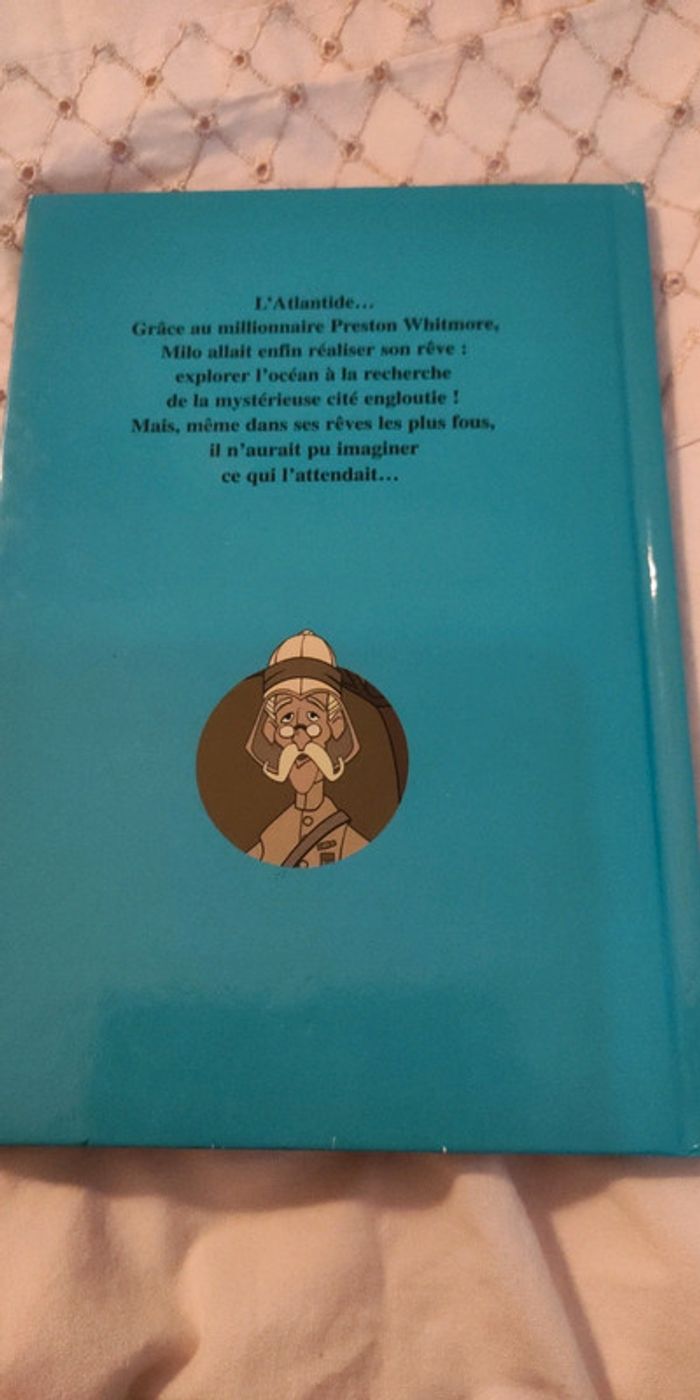 L'Atlantide...
Grâce au millionnaire Preston Whitmore,
Milo allait enfin réaliser son rêve :
explorer l'océan à la recherche
de la mystérieuse cité engloutie !
Mais, même dans ses rêves les plus fous,
il n'aurait pu imaginer
ce qui l'attendait...